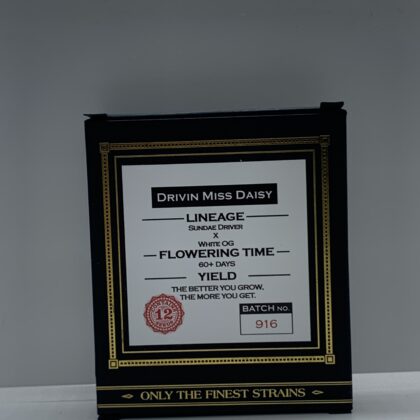 DRIVIN MISS DAISY
LINEAGE
SUNDAE DRIVER
X
WHITE OG
FLOWERING TIME
60+ DAYS
YIELD
THE BETTER YOU GROW,
THE MORE YOU GET.
12
BATCH NO.
916
ONLY THE FINEST STRAINS